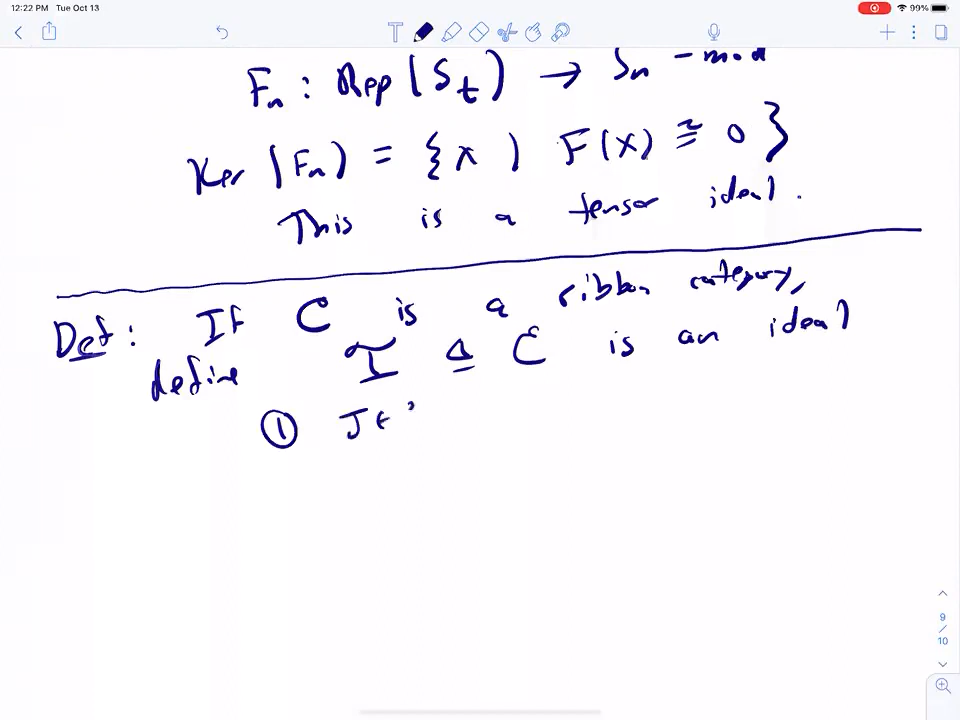 12:22 PM Tue Oct 13
99%
F_n : Rep(S_t) → S_n - mod
Ker(F_n) = {X | F(X) ≅ 0}
This is a tensor ideal.
Def: If C is a ribbon category,
define I ⊴ C is an ideal
① If
9
/
10